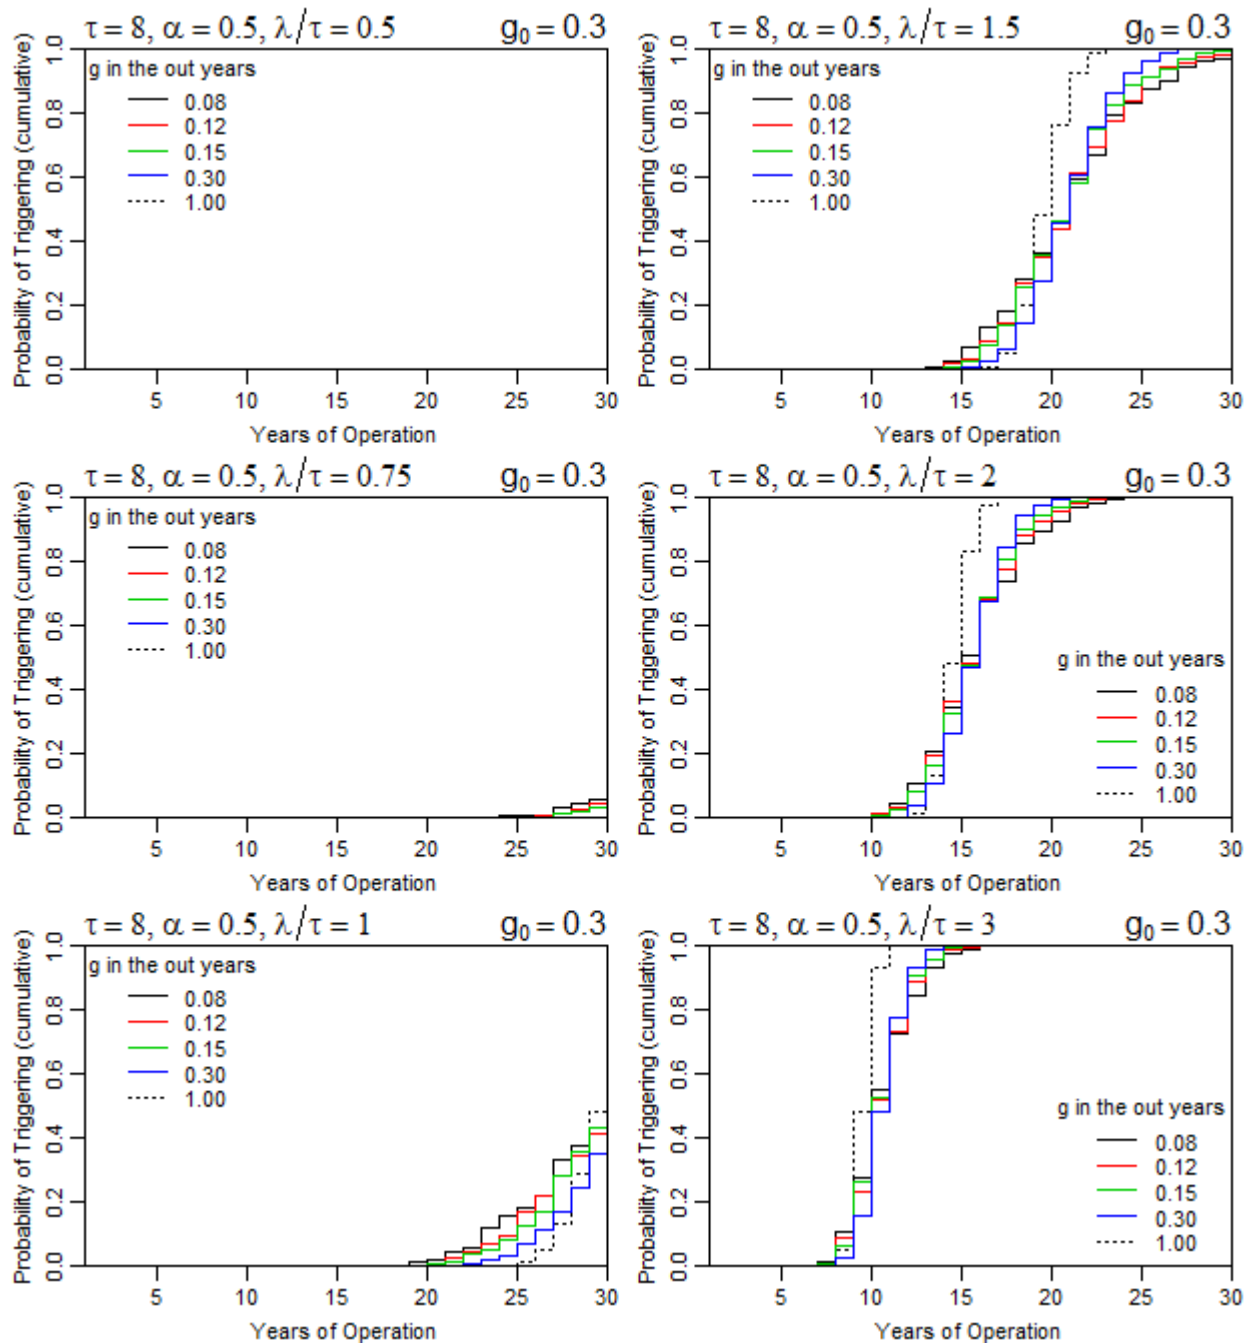 τ = 8, α = 0.5, λ/τ = 0.5 g0 = 0.3
Probability of Triggering (cumulative)
1.0
0.8
0.6
0.4
0.2
0.0
g in the out years
0.08
0.12
0.15
0.30
1.00
5 10 15 20 25 30
Years of Operation
τ = 8, α = 0.5, λ/τ = 1.5 g0 = 0.3
Probability of Triggering (cumulative)
1.0
0.8
0.6
0.4
0.2
0.0
g in the out years
0.08
0.12
0.15
0.30
1.00
5 10 15 20 25 30
Years of Operation
τ = 8, α = 0.5, λ/τ = 0.75 g0 = 0.3
Probability of Triggering (cumulative)
1.0
0.8
0.6
0.4
0.2
0.0
g in the out years
0.08
0.12
0.15
0.30
1.00
5 10 15 20 25 30
Years of Operation
τ = 8, α = 0.5, λ/τ = 2 g0 = 0.3
Probability of Triggering (cumulative)
1.0
0.8
0.6
0.4
0.2
0.0
g in the out years
0.08
0.12
0.15
0.30
1.00
5 10 15 20 25 30
Years of Operation
τ = 8, α = 0.5, λ/τ = 1 g0 = 0.3
Probability of Triggering (cumulative)
1.0
0.8
0.6
0.4
0.2
0.0
g in the out years
0.08
0.12
0.15
0.30
1.00
5 10 15 20 25 30
Years of Operation
τ = 8, α = 0.5, λ/τ = 3 g0 = 0.3
Probability of Triggering (cumulative)
1.0
0.8
0.6
0.4
0.2
0.0
g in the out years
0.08
0.12
0.15
0.30
1.00
5 10 15 20 25 30
Years of Operation